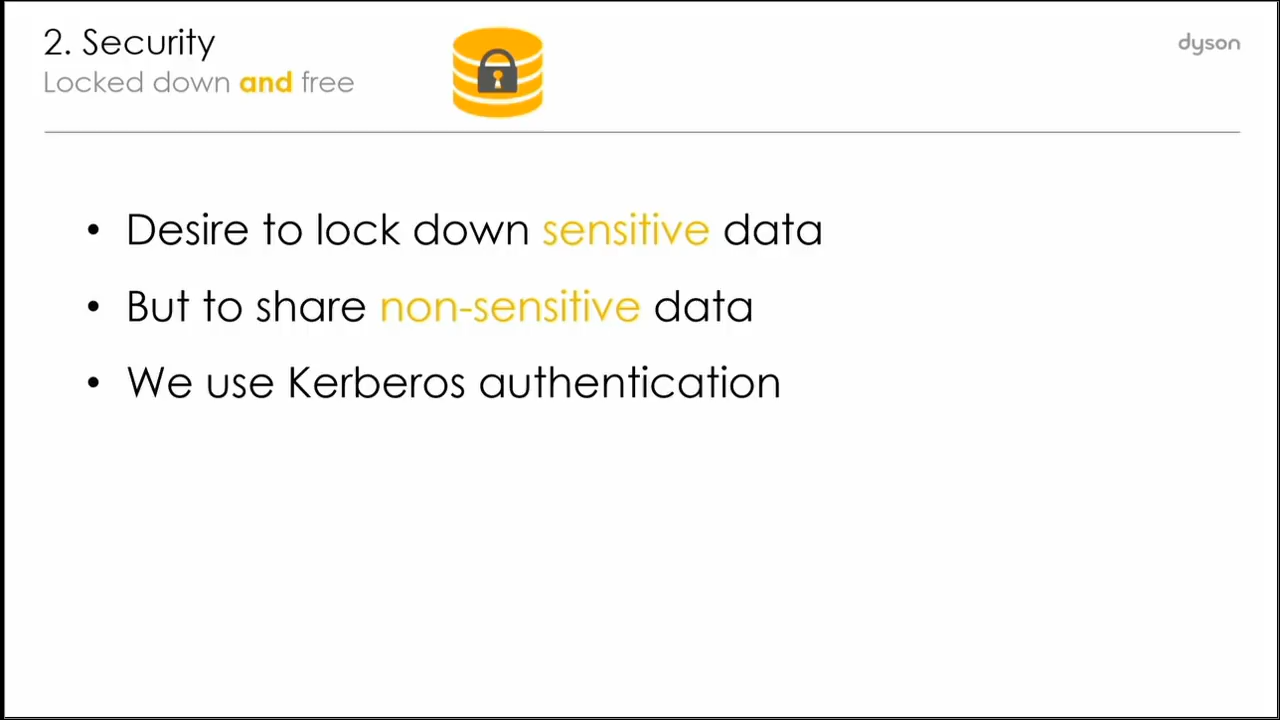 2. Security
Locked down and free
dyson
• Desire to lock down sensitive data
• But to share non-sensitive data
• We use Kerberos authentication